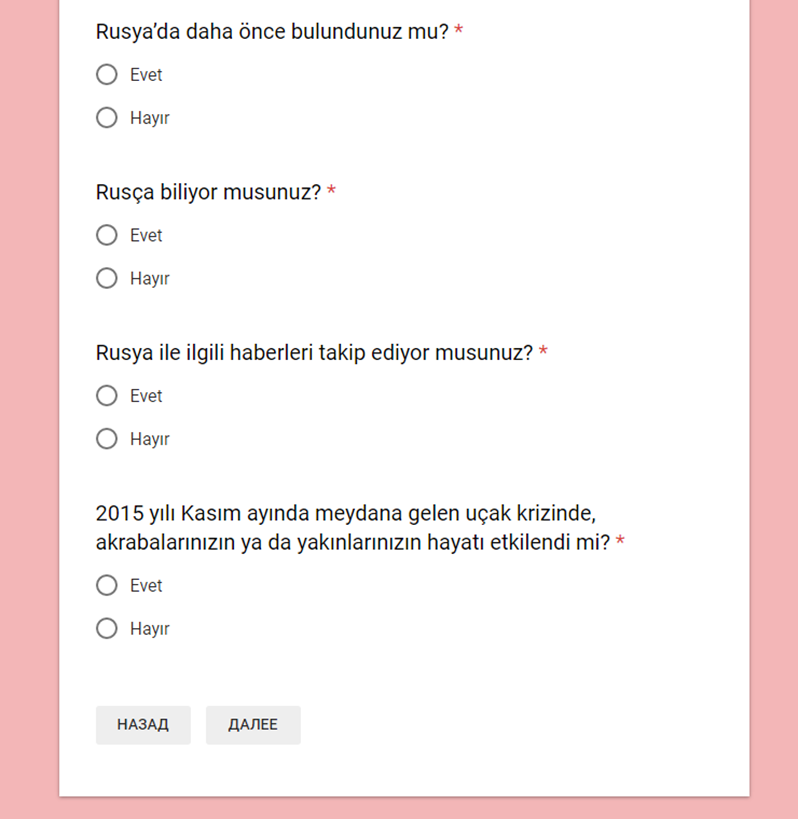 Rusya’da daha önce bulundunuz mu? *
Evet
Hayır
Rusça biliyor musunuz? *
Evet
Hayır
Rusya ile ilgili haberleri takip ediyor musunuz? *
Evet
Hayır
2015 yılı Kasım ayında meydana gelen uçak krizinde,
akrabalarınızın ya da yakınlarınızın hayatı etkilendi mi? *
Evet
Hayır
НАЗАД ДАЛЕЕ